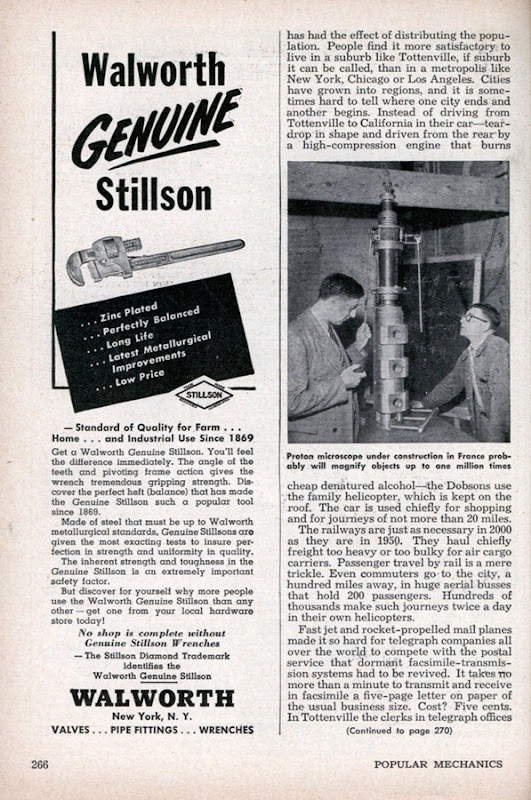 Walworth
GENUINE
Stillson
...Zinc Plated
...Perfectly Balanced
...Long Life
...Latest Metallurgical
Improvements
...Low Price
STILLSON
— Standard of Quality for Farm . . .
Home . . . and Industrial Use Since 1869
Get a Walworth Genuine Stillson. You'll feel
the difference immediately. The angle of the
teeth and pivoting frame action gives the
wrench tremendous gripping strength. Dis-
cover the perfect heft (balance) that has made
the Genuine Stillson such a popular tool
since 1869.
Made of steel that must be up to Walworth
metallurgical standards, Genuine Stillsons are
given the most exacting tests to insure per-
fection in strength and uniformity in quality.
The inherent strength and toughness in the
Genuine Stillson is an extremely important
safety factor.
But discover for yourself why more people
use the Walworth Genuine Stillson than any
other — get one from your local hardware
store today!
No shop is complete without
Genuine Stillson Wrenches
— The Stillson Diamond Trademark
identifies the
Walworth Genuine Stillson
WALWORTH
New York, N. Y.
VALVES . . . PIPE FITTINGS . . . WRENCHES
has had the effect of distributing the popu-
lation. People find it more satisfactory to
live in a suburb like Tottenville, if suburb
it can be called, than in a metropolis like
New York, Chicago or Los Angeles. Cities
have grown into regions, and it is some-
times hard to tell where one city ends and
another begins. Instead of driving from
Tottenville to California in their car—tear-
drop in shape and driven from the rear by
a high-compression engine that burns
Proton microscope under construction in France prob-
ably will magnify objects up to one million times
cheap denatured alcohol—the Dobsons use
the family helicopter, which is kept on the
roof. The car is used chiefly for shopping
and for journeys of not more than 20 miles.
The railways are just as necessary in 2000
as they are in 1950. They haul chiefly
freight too heavy or too bulky for air cargo
carriers. Passenger travel by rail is a mere
trickle. Even commuters go to the city, a
hundred miles away, in huge aerial busses
that hold 200 passengers. Hundreds of
thousands make such journeys twice a day
in their own helicopters.
Fast jet and rocket-propelled mail planes
made it so hard for telegraph companies all
over the world to compete with the postal
service that dormant facsimile-transmis-
sion systems had to be revived. It takes no
more than a minute to transmit and receive
in facsimile a five-page letter on paper of
the usual business size. Cost? Five cents.
In Tottenville the clerks in telegraph offices
(Continued to page 270)
266
POPULAR MECHANICS